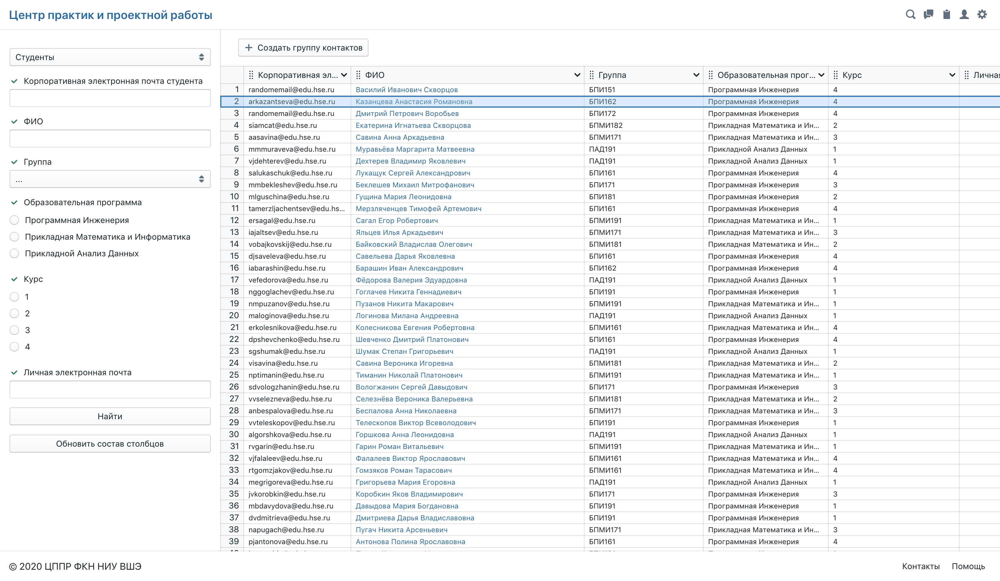 Центр практик и проектной работы
Студенты
Корпоративная электронная почта студента
ФИО
Группа
...
Образовательная программа
Программная Инженерия
Прикладная Математика и Информатика
Прикладной Анализ Данных
Курс
1
2
3
4
Личная электронная почта
Найти
Обновить состав столбцов
Создать группу контактов
Корпоративная эл... ФИО Группа Образовательная прог... Курс
1 randomemail@edu.hse.ru Василий Иванович Скворцов БПИ151 Программная Инженерия 4
2 arkazantseva@edu.hse.ru Казанцева Анастасия Романовна БПИ162 Программная Инженерия 4
3 randomemail@edu.hse.ru Дмитрий Петрович Воробьев БПИ172 Программная Инженерия 4
4 siamcat@edu.hse.ru Екатерина Игнатьева Скворцова БПМИ182 Прикладная Математика и Ин... 2
5 aasavina@edu.hse.ru Савина Анна Аркадьевна БПМИ171 Прикладная Математика и Ин... 3
6 mmmuraveva@edu.hse.ru Муравьёва Маргарита Матвеевна ПАД191 Прикладной Анализ Данных 1
7 vjdehterev@edu.hse.ru Дехтерев Владимир Яковлевич ПАД191 Прикладной Анализ Данных 1
8 salukaschuk@edu.hse.ru Лукащук Сергей Александрович БПИ161 Программная Инженерия 4
9 mmbekleshev@edu.hse.ru Беклешев Михаил Митрофанович БПИ171 Программная Инженерия 3
10 mlguschina@edu.hse.ru Гущина Мария Леонидовна БПИ181 Программная Инженерия 2
11 tamerzljachentsev@edu.hs... Мерзляченцев Тимофей Артемович БПИ161 Программная Инженерия 4
12 ersagal@edu.hse.ru Сагал Егор Робертович БПМИ191 Прикладная Математика и Ин... 1
13 iajaltsev@edu.hse.ru Яльцев Илья Аркадьевич БПМИ171 Прикладная Математика и Ин... 3
14 vobajkovskij@edu.hse.ru Байковский Владислав Олегович БПМИ181 Прикладная Математика и Ин... 2
15 djsaveleva@edu.hse.ru Савельева Дарья Яковлевна БПИ161 Программная Инженерия 4
16 iabarashin@edu.hse.ru Барашин Иван Александрович БПИ162 Программная Инженерия 4
17 vefedorova@edu.hse.ru Фёдорова Валерия Эдуардовна ПАД191 Прикладной Анализ Данных 1
18 nggoglachev@edu.hse.ru Гоглачев Никита Геннадиевич БПИ191 Программная Инженерия 1
19 nmpuzanov@edu.hse.ru Пузанов Никита Макарович БПМИ191 Прикладная Математика и Ин... 1
20 maloginova@edu.hse.ru Логинова Милана Андреевна ПАД191 Прикладной Анализ Данных 1
21 erkolesnikova@edu.hse.ru Колесникова Евгения Робертовна БПМИ161 Прикладная Математика и Ин... 4
22 dpshevchenko@edu.hse.ru Шевченко Дмитрий Платонович БПИ161 Программная Инженерия 4
23 sgshumak@edu.hse.ru Шумак Степан Григорьевич ПАД191 Прикладной Анализ Данных 1
24 visavina@edu.hse.ru Савина Вероника Игоревна БПМИ181 Прикладная Математика и Ин... 2
25 nptimanin@edu.hse.ru Тиманин Николай Платонович БПМИ191 Прикладная Математика и Ин... 1
26 sdvologzhanin@edu.hse.ru Вологжанин Сергей Давыдович БПИ171 Программная Инженерия 3
27 vvselezneva@edu.hse.ru Селезнёва Вероника Валерьевна БПМИ181 Прикладная Математика и Ин... 2
28 anbespalova@edu.hse.ru Беспалова Анна Николаевна БПМИ171 Прикладная Математика и Ин... 3
29 vvteleskopov@edu.hse.ru Телескопов Виктор Всеволодович БПИ191 Программная Инженерия 1
30 algorshkova@edu.hse.ru Горшкова Анна Леонидовна ПАД191 Прикладной Анализ Данных 1
31 rvgarin@edu.hse.ru Гарин Роман Витальевич БПМИ191 Прикладная Математика и Ин... 1
32 vjfalaleev@edu.hse.ru Фалалеев Виктор Ярославович БПМИ161 Прикладная Математика и Ин... 4
33 rtgomzjakov@edu.hse.ru Гомзяков Роман Тарасович БПМИ161 Прикладная Математика и Ин... 4
34 megrigoreva@edu.hse.ru Григорьева Мария Егоровна ПАД191 Прикладной Анализ Данных 1
35 jvkorobkin@edu.hse.ru Коробкин Яков Владимирович БПИ171 Программная Инженерия 3
36 mbdavydova@edu.hse.ru Давыдова Мария Богдановна БПИ191 Программная Инженерия 1
37 dvdmitrieva@edu.hse.ru Дмитриева Дарья Владиславовна БПИ191 Программная Инженерия 1
38 napugach@edu.hse.ru Пугач Никита Арсеньевич БПМИ171 Прикладная Математика и Ин... 3
39 pjantonova@edu.hse.ru Антонова Полина Ярославовна БПИ161 Программная Инженерия 4
© 2020 ЦППР ФКН НИУ ВШЭ
Контакты Помощь